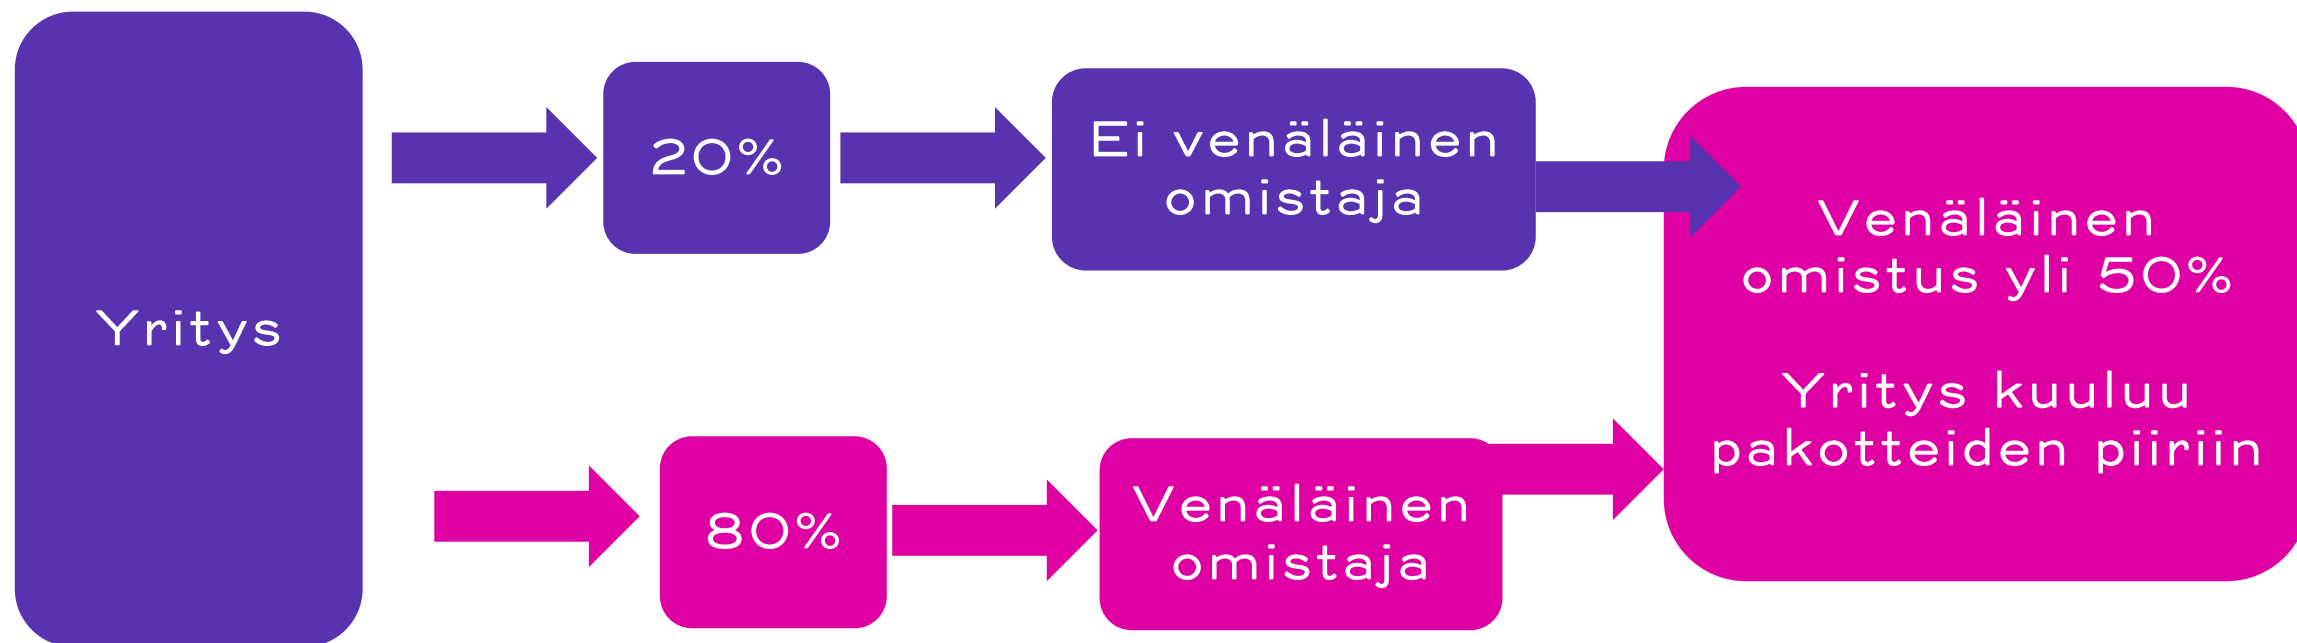 Yritys
20%
Ei venäläinen
omistaja
80%
Venäläinen
omistaja
Venäläinen
omistus yli 50%
Yritys kuuluu
pakotteiden piiriin